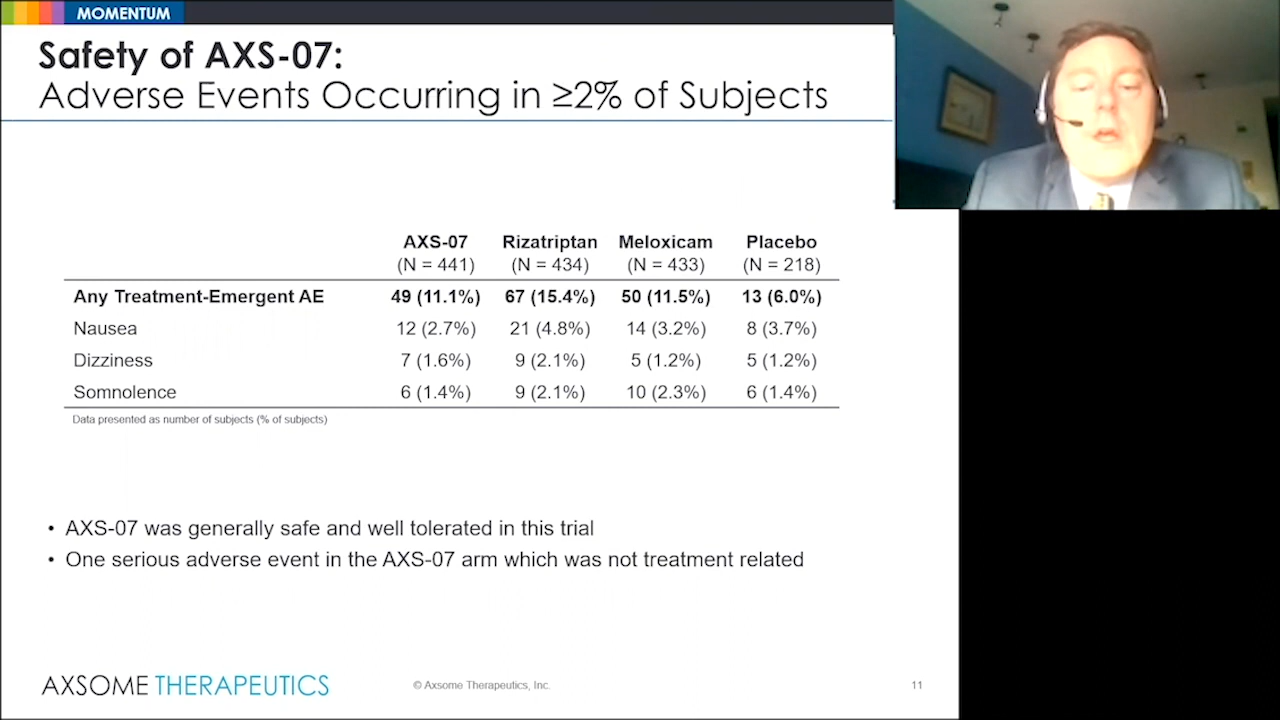 MOMENTUM
Safety of AXS-07:
Adverse Events Occurring in ≥2% of Subjects
AXS-07 Rizatriptan Meloxicam Placebo
(N = 441) (N = 434) (N = 433) (N = 218)
Any Treatment-Emergent AE 49 (11.1%) 67 (15.4%) 50 (11.5%) 13 (6.0%)
Nausea 12 (2.7%) 21 (4.8%) 14 (3.2%) 8 (3.7%)
Dizziness 7 (1.6%) 9 (2.1%) 5 (1.2%) 5 (1.2%)
Somnolence 6 (1.4%) 9 (2.1%) 10 (2.3%) 6 (1.4%)
Data presented as number of subjects (% of subjects)
• AXS-07 was generally safe and well tolerated in this trial
• One serious adverse event in the AXS-07 arm which was not treatment related
AXSOME THERAPEUTICS © Axsome Therapeutics, Inc. 11